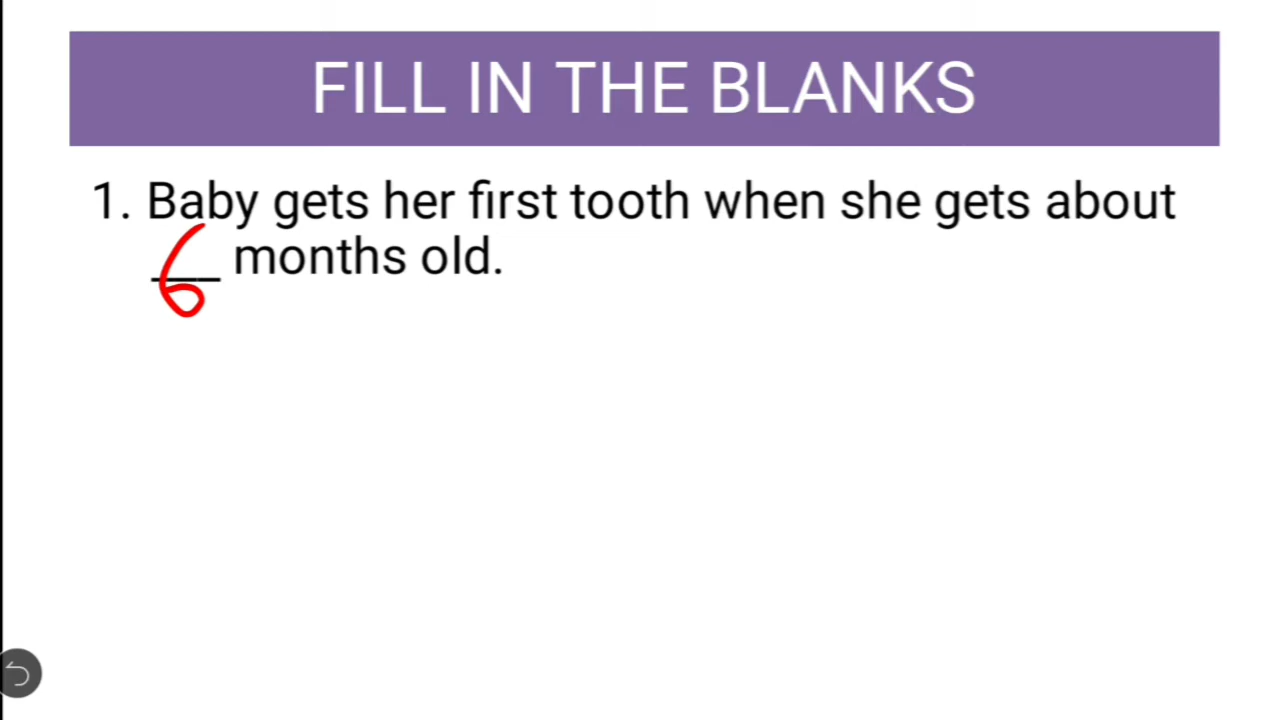 FILL IN THE BLANKS
1. Baby gets her first tooth when she gets about
6 months old.